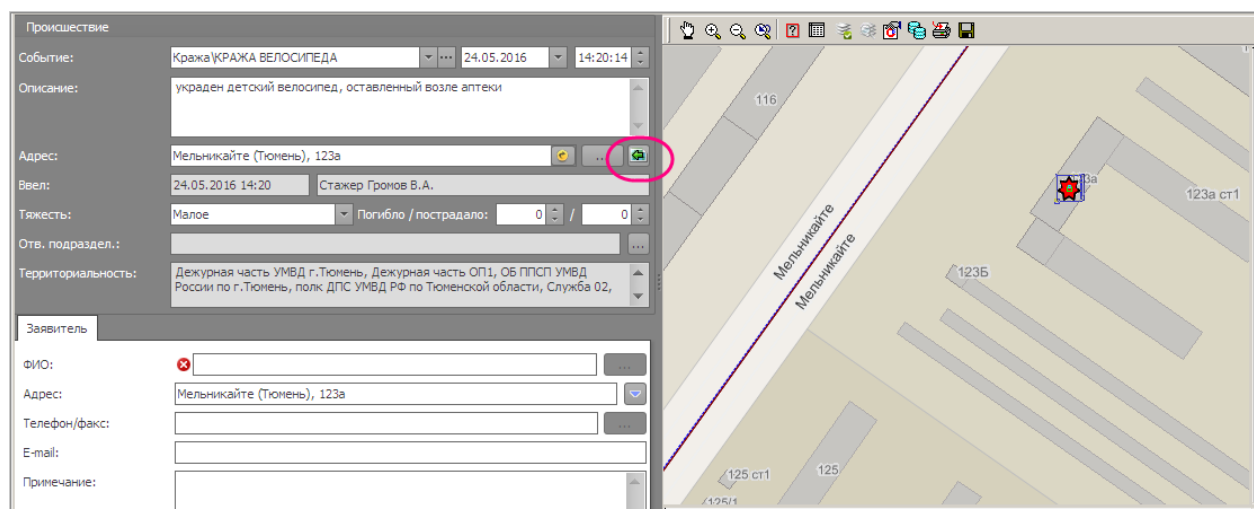 Происшествие
Событие: Кража\КРАЖА ВЕЛОСИПЕДА ... 24.05.2016 14:20:14
Описание: украден детский велосипед, оставленный возле аптеки
Адрес: Мельникайте (Тюмень), 123а ...
Ввел: 24.05.2016 14:20 Стажер Громов В.А.
Тяжесть: Малое Погибло / пострадало: 0 / 0
Отв. подраздел.: ...
Территориальность: Дежурная часть УМВД г.Тюмень, Дежурная часть ОП1, ОБ ППСП УМВД
России по г.Тюмень, полк ДПС УМВД РФ по Тюменской области, Служба 02,
Заявитель
ФИО: ...
Адрес: Мельникайте (Тюмень), 123а
Телефон/факс: ...
E-mail:
Примечание:
116
123а ст1
Мельникайте
Мельникайте
123Б
125 ст1
125
125/1